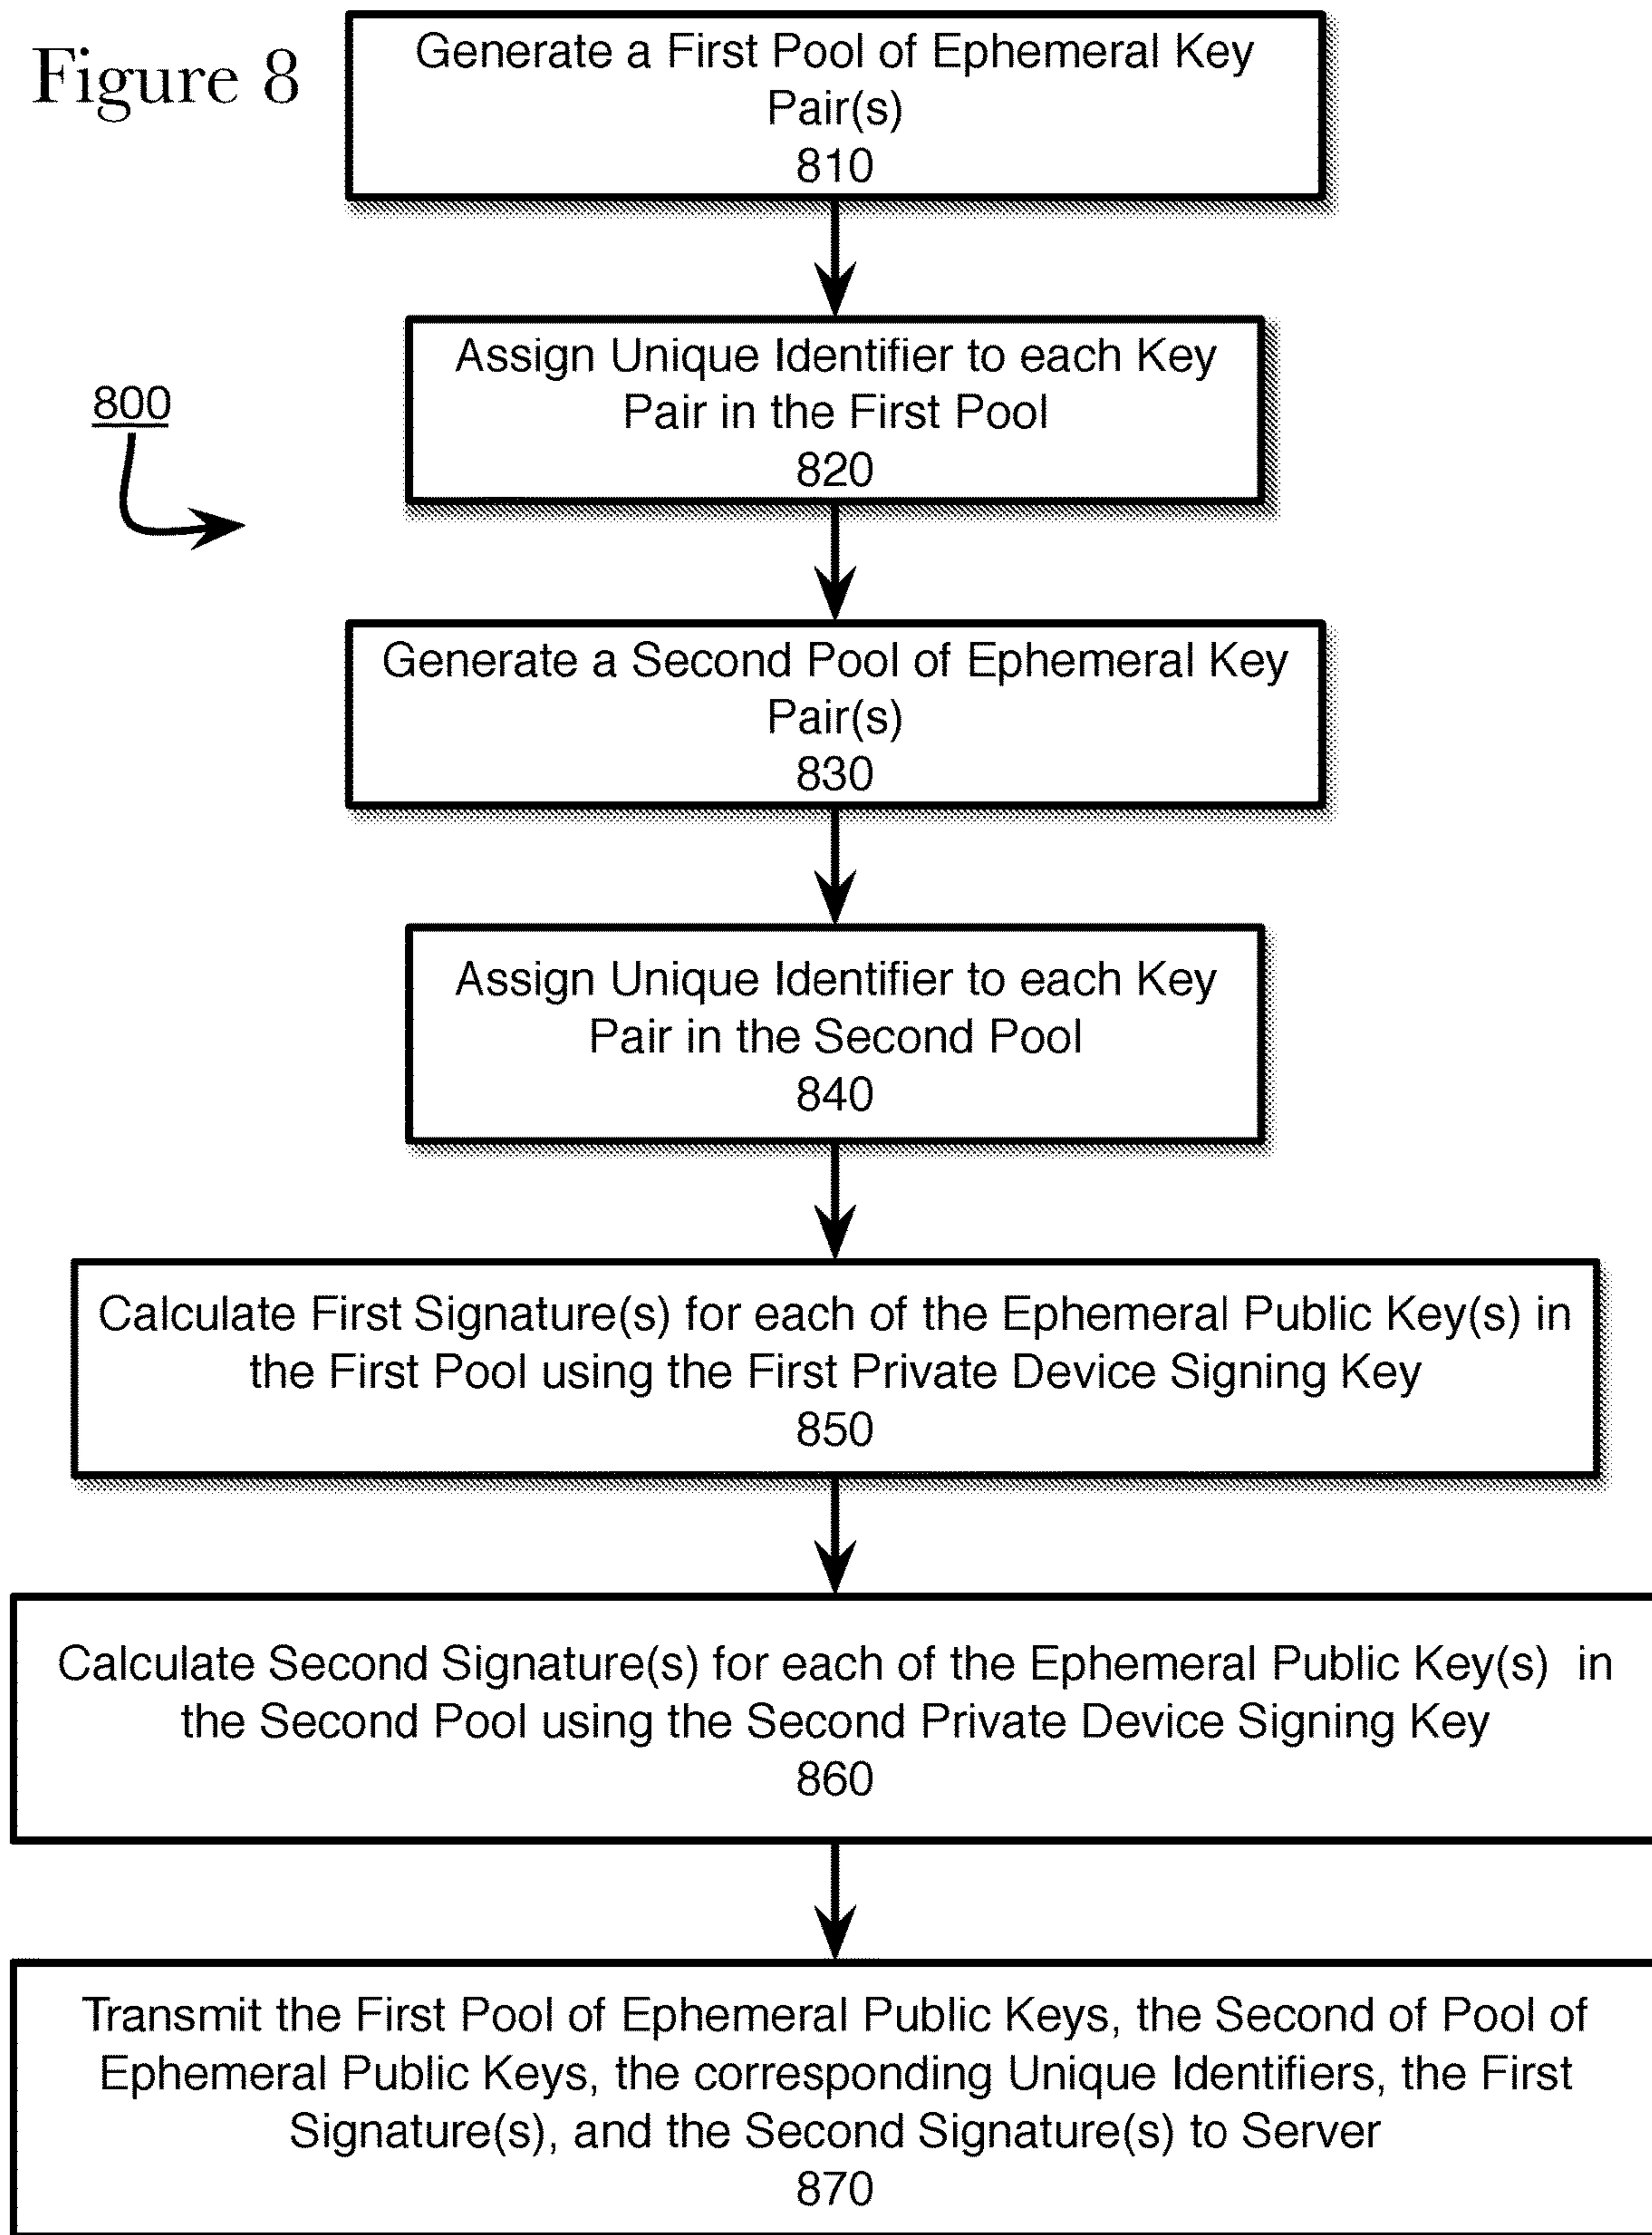 Figure 8
Generate a First Pool of Ephemeral Key
Pair(s)
810
Assign Unique Identifier to each Key
Pair in the First Pool
820
800
Generate a Second Pool of Ephemeral Key
Pair(s)
830
Assign Unique Identifier to each Key
Pair in the Second Pool
840
Calculate First Signature(s) for each of the Ephemeral Public Key(s) in
the First Pool using the First Private Device Signing Key
850
Calculate Second Signature(s) for each of the Ephemeral Public Key(s) in
the Second Pool using the Second Private Device Signing Key
860
Transmit the First Pool of Ephemeral Public Keys, the Second of Pool of
Ephemeral Public Keys, the corresponding Unique Identifiers, the First
Signature(s), and the Second Signature(s) to Server
870